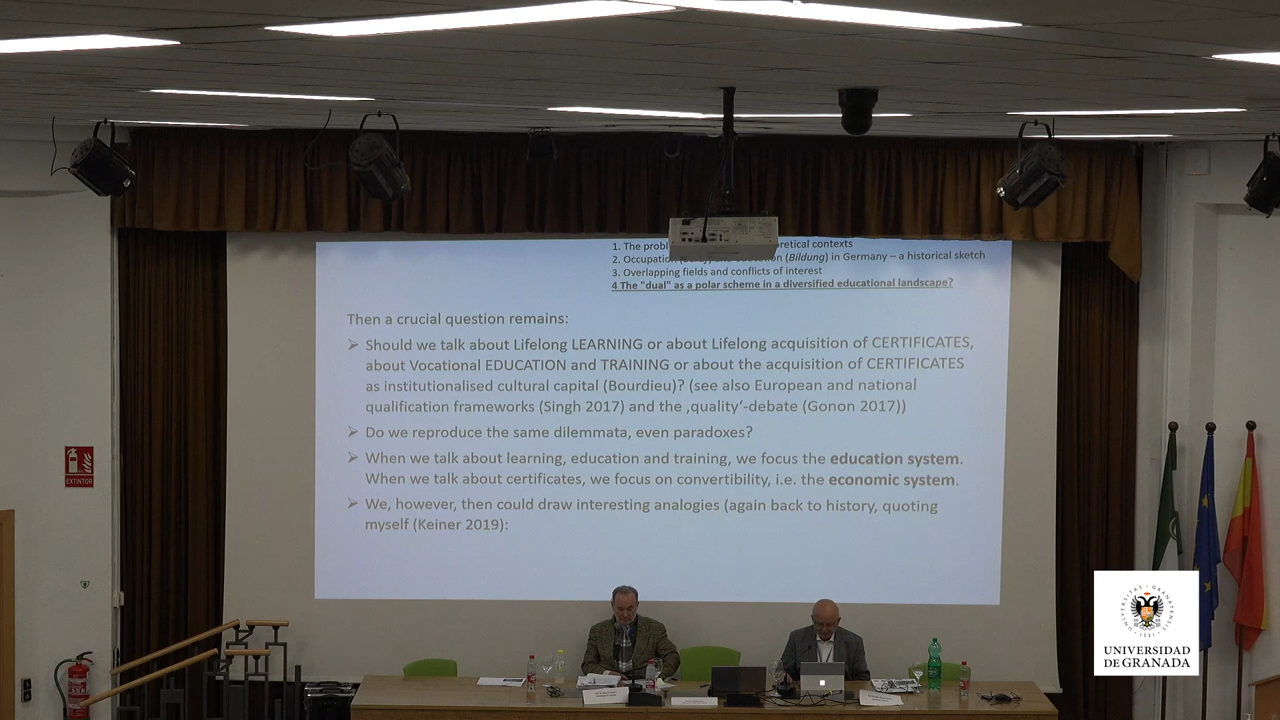 1. The probl retical contexts
2. Occupation (Bildung) in Germany – a historical sketch
3. Overlapping fields and conflicts of interest
4 The "dual" as a polar scheme in a diversified educational landscape?
Then a crucial question remains:
➢ Should we talk about Lifelong LEARNING or about Lifelong acquisition of CERTIFICATES,
about Vocational EDUCATION and TRAINING or about the acquisition of CERTIFICATES
as institutionalised cultural capital (Bourdieu)? (see also European and national
qualification frameworks (Singh 2017) and the ‚quality'-debate (Gonon 2017))
➢ Do we reproduce the same dilemmata, even paradoxes?
➢ When we talk about learning, education and training, we focus the education system.
When we talk about certificates, we focus on convertibility, i.e. the economic system.
➢ We, however, then could draw interesting analogies (again back to history, quoting
myself (Keiner 2019):
EXTINTOR
UNIVERSITAS GRANATENSIS
1531
UNIVERSIDAD
DE GRANADA